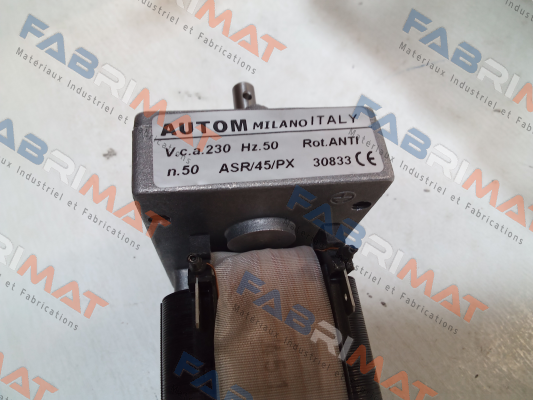 AUTOM MILANO ITALY
V.c.a.230 Hz.50 Rot.ANTI
n.50 ASR/45/PX 30833 CE
FABRIMAT
Materiaux Industriel et Fabrications